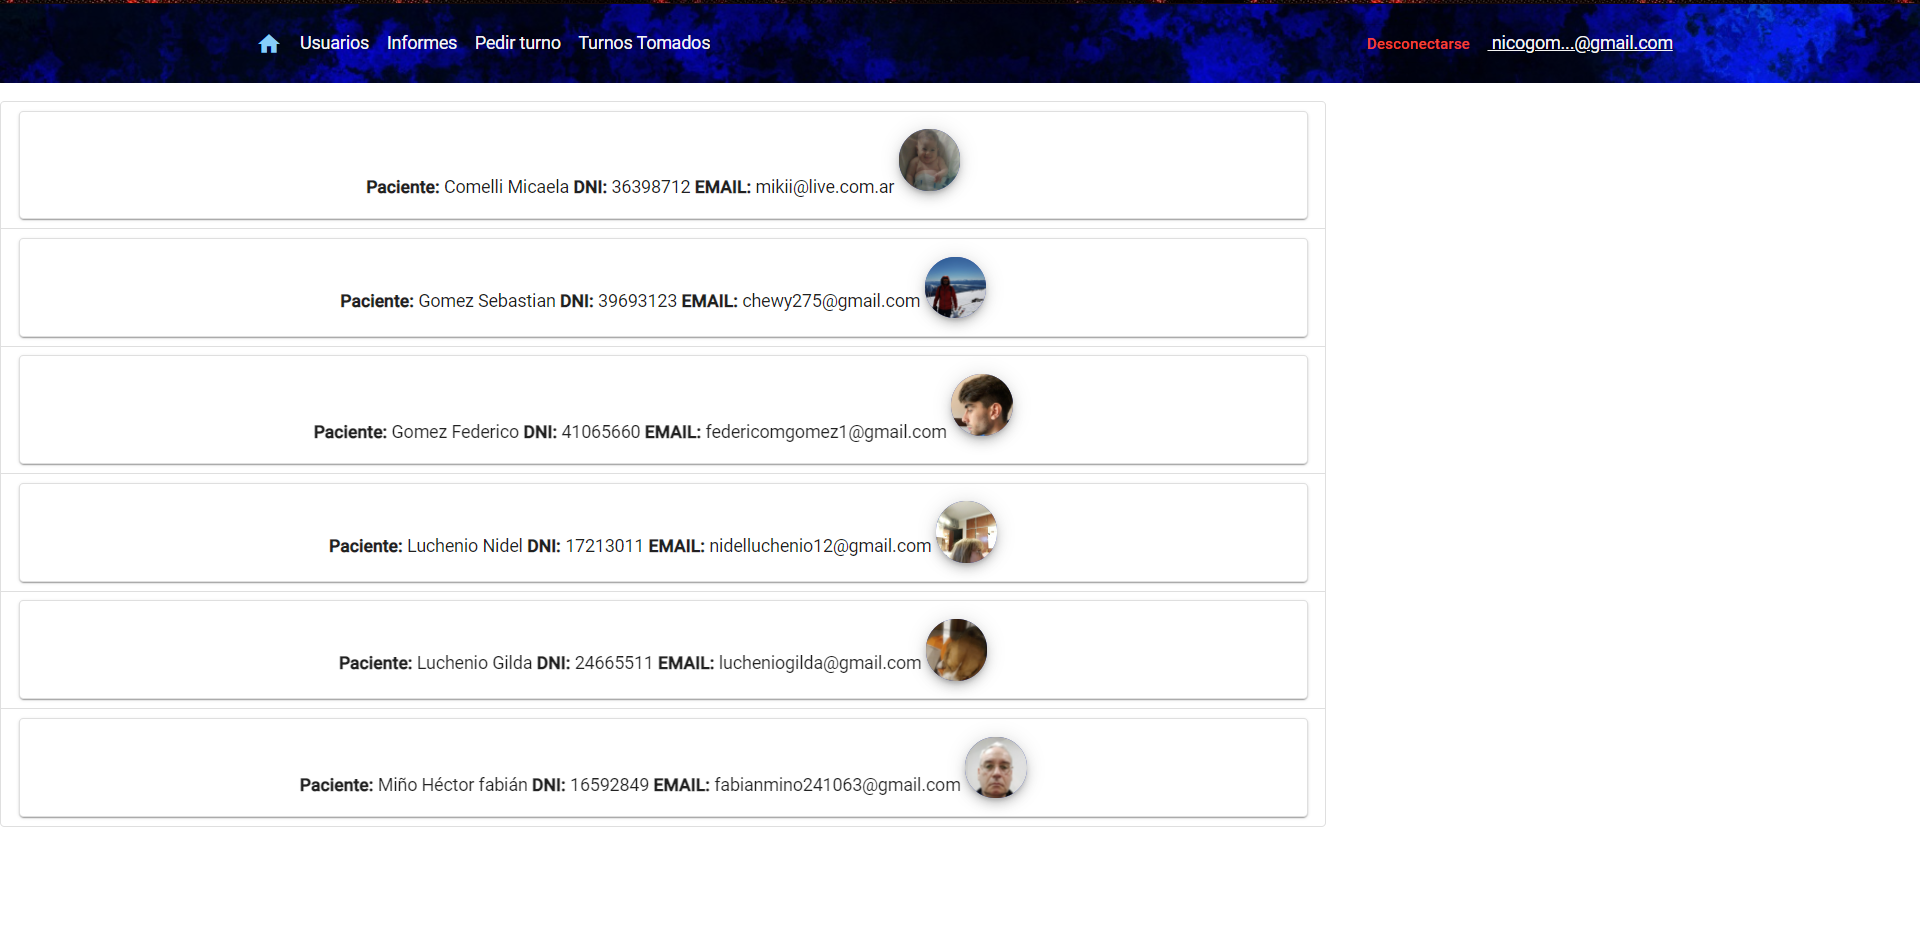 Usuarios Informes Pedir turno Turnos Tomados Desconectarse nicogom...@gmail.com
Paciente: Comelli Micaela DNI: 36398712 EMAIL: mikii@live.com.ar
Paciente: Gomez Sebastian DNI: 39693123 EMAIL: chewy275@gmail.com
Paciente: Gomez Federico DNI: 41065660 EMAIL: federicomgomez1@gmail.com
Paciente: Luchenio Nidel DNI: 17213011 EMAIL: nidelluchenio12@gmail.com
Paciente: Luchenio Gilda DNI: 24665511 EMAIL: lucheniogilda@gmail.com
Paciente: Miño Héctor fabián DNI: 16592849 EMAIL: fabianmino241063@gmail.com